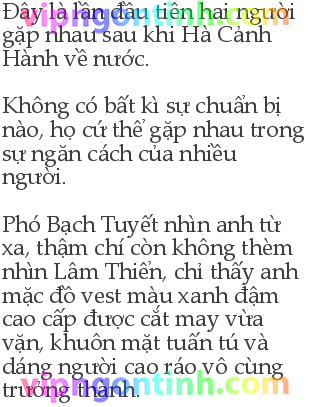 Đây là lần đầu tiên hai người
vipngontinh.com
gặp nhau sau khi Hà Cảnh
Hành về nước.
Không có bất kì sự chuẩn bị
nào, họ cứ thế gặp nhau trong
sự ngăn cách của nhiều
người.
Phó Bạch Tuyết nhìn anh từ
xa, thậm chí còn không thèm
nhìn Lâm Thiển, chỉ thấy anh
mặc đồ vest màu xanh đậm
cao cấp được cắt may vừa
vặn, khuôn mặt tuấn tú và
dáng người cao ráo vô cùng
vipngontinh.com
trưởng thành.